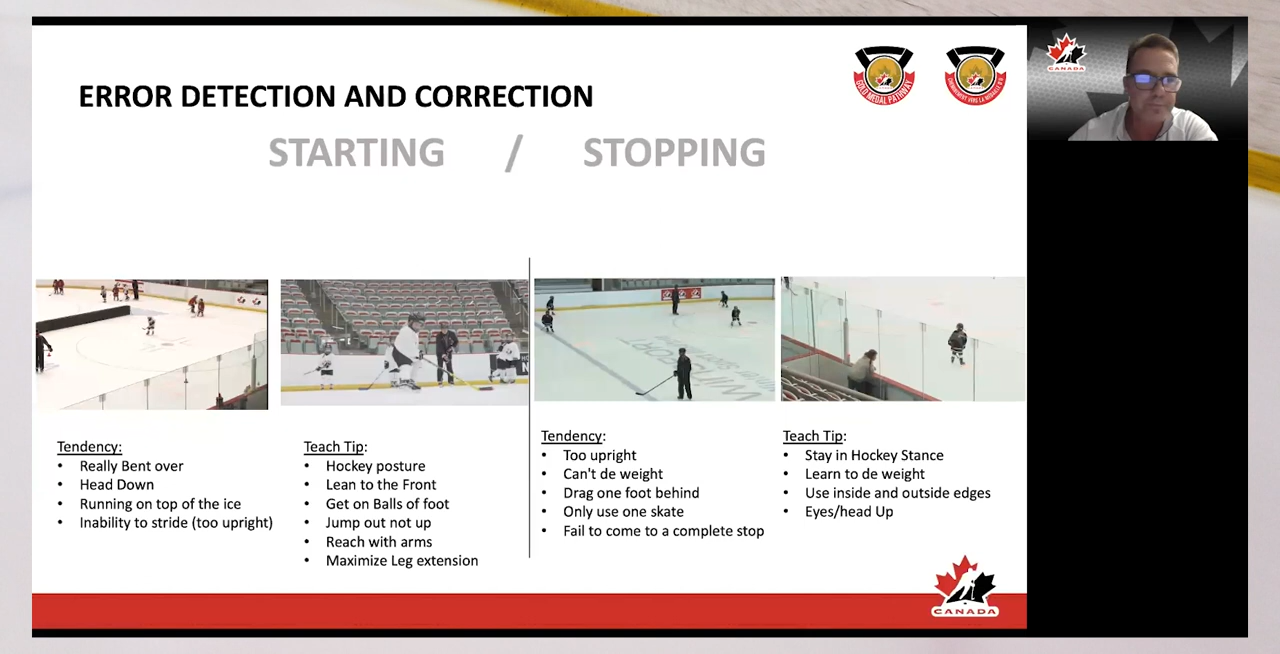 ERROR DETECTION AND CORRECTION
STARTING / STOPPING
GOLD MEDAL PATHWAY
CANADA
Tendency:
• Really Bent over
• Head Down
• Running on top of the ice
• Inability to stride (too upright)
Teach Tip:
• Hockey posture
• Lean to the Front
• Get on Balls of foot
• Jump out not up
• Reach with arms
• Maximize Leg extension
Tendency:
• Too upright
• Can't de weight
• Drag one foot behind
• Only use one skate
• Fail to come to a complete stop
Teach Tip:
• Stay in Hockey Stance
• Learn to de weight
• Use inside and outside edges
• Eyes/head Up
CANADA